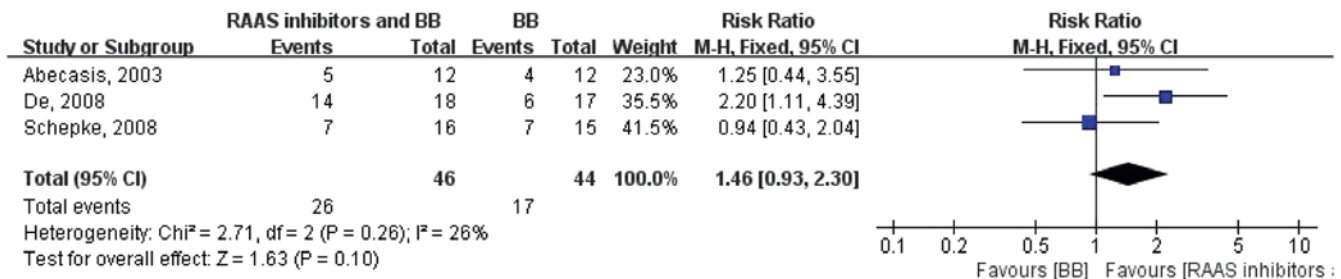 RAAS inhibitors and BB BB Risk Ratio Risk Ratio
Study or Subgroup Events Total Events Total Weight M-H, Fixed, 95% CI M-H, Fixed, 95% CI
Abecasis, 2003 5 12 4 12 23.0% 1.25 [0.44, 3.55]
De, 2008 14 18 6 17 35.5% 2.20 [1.11, 4.39]
Schepke, 2008 7 16 7 15 41.5% 0.94 [0.43, 2.04]
Total (95% CI) 46 44 100.0% 1.46 [0.93, 2.30]
Total events 26 17
Heterogeneity: Chi² = 2.71, df = 2 (P = 0.26); I² = 26%
Test for overall effect: Z = 1.63 (P = 0.10)
0.1 0.2 0.5 1 2 5 10
Favours [BB] Favours [RAAS inhibitors